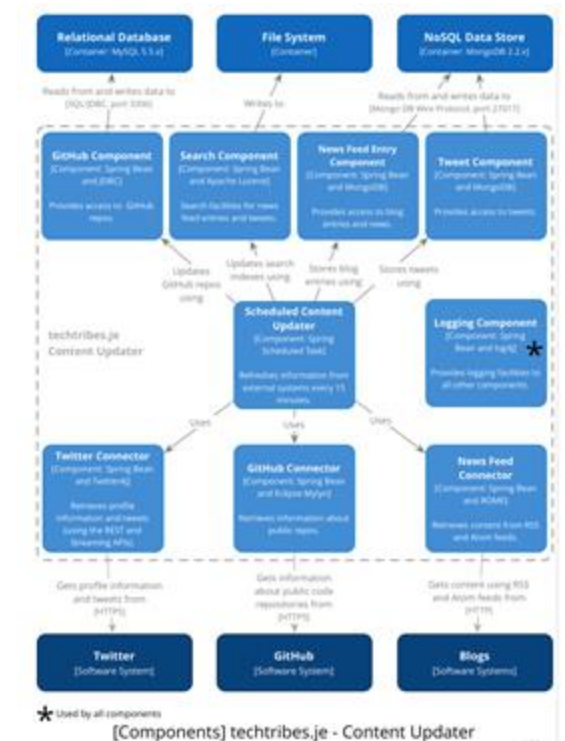 Relational Database
[Container: MySQL 5.5.x]
File System
[Container]
NoSQL Data Store
[Container: MongoDB 2.2.x]
Reads from and writes data to
[SQL/JDBC, port 3306]
Writes to
Reads from and writes data to
[Mongo DB Wire Protocol, port 27017]
GitHub Component
[Component: Spring Bean
and JDBC]
Provides access to GitHub
repos.
Search Component
[Component: Spring Bean
and Apache Lucene]
Search facilities for news
feed entries and tweets.
News Feed Entry
Component
[Component: Spring Bean
and MongoDB]
Provides access to blog
entries and news.
Tweet Component
[Component: Spring Bean
and MongoDB]
Provides access to tweets.
Updates
GitHub repos
using
Updates search
indexes using
Stores blog
entries using
Stores tweets
using
techtribes.je
Content Updater
Scheduled Content
Updater
[Component: Spring
Scheduled Task]
Refreshes information from
external systems every 15
minutes.
Logging Component
[Component: Spring
Bean and log4j]
Provides logging facilities to
all other components.
Uses
Uses
Uses
Twitter Connector
[Component: Spring Bean
and Twitter4j]
Retrieves profile
information and tweets
(using the REST and
Streaming APIs).
GitHub Connector
[Component: Spring Bean
and Eclipse Mylyn]
Retrieves information about
public repos.
News Feed
Connector
[Component: Spring Bean
and ROME]
Retrieves content from RSS
and Atom feeds.
Gets profile information
and tweets from
[HTTPS]
Gets information
about public code
repositories from
[HTTPS]
Gets content using RSS
and Atom feeds from
[HTTP]
Twitter
[Software System]
GitHub
[Software System]
Blogs
[Software Systems]
* Used by all components
[Components] techtribes.je - Content Updater